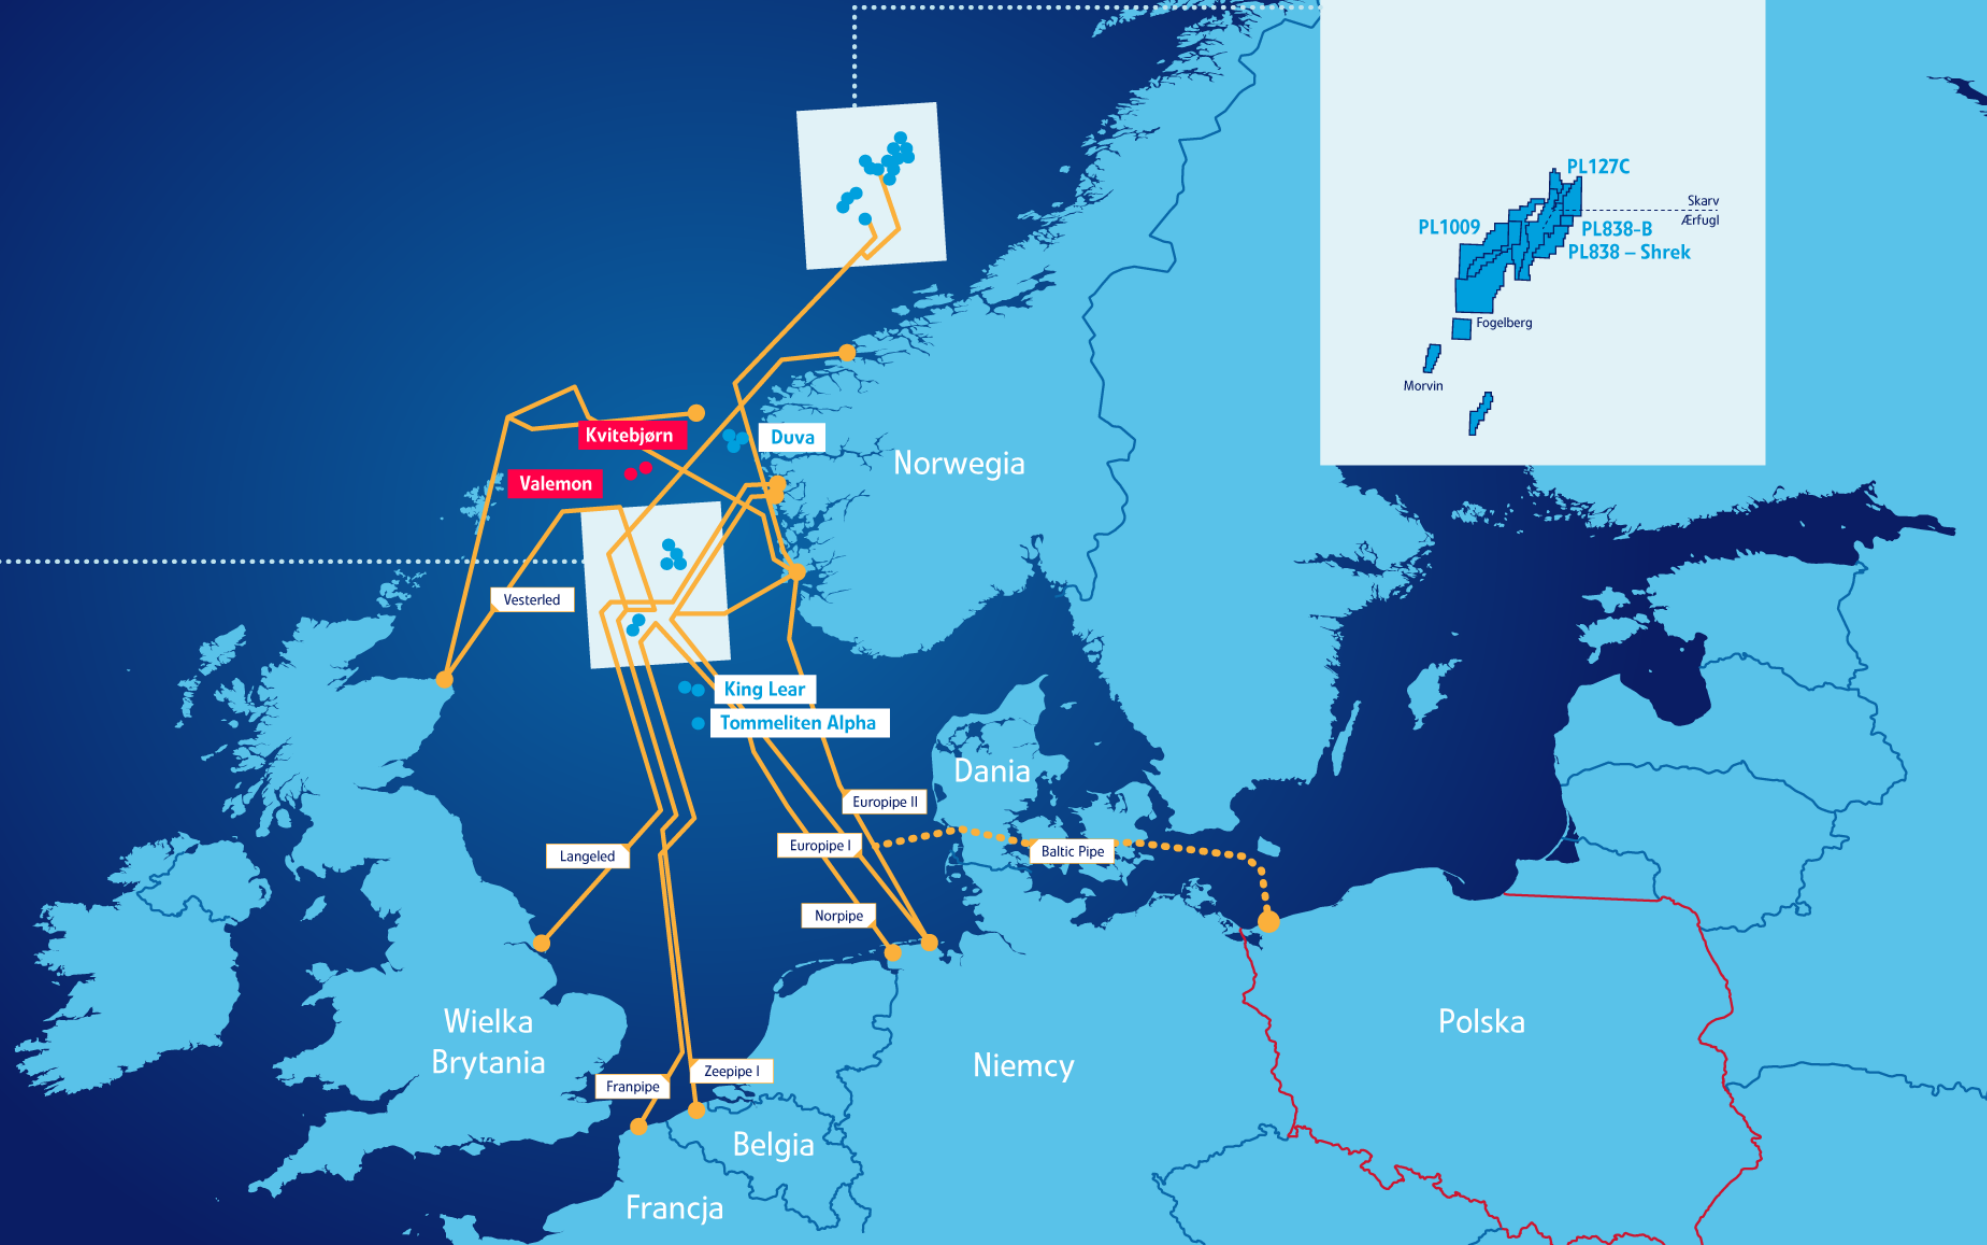 PL127C
Skarv
Ærfugl
PL1009
PL838-B
PL838 – Shrek
Fogelberg
Morvin
Kvitebjørn
Duva
Valemon
Norwegia
Vesterled
King Lear
Tommeliten Alpha
Dania
Europipe II
Europipe I
Baltic Pipe
Langeled
Norpipe
Wielka
Brytania
Polska
Niemcy
Zeepipe I
Franpipe
Belgia
Francja